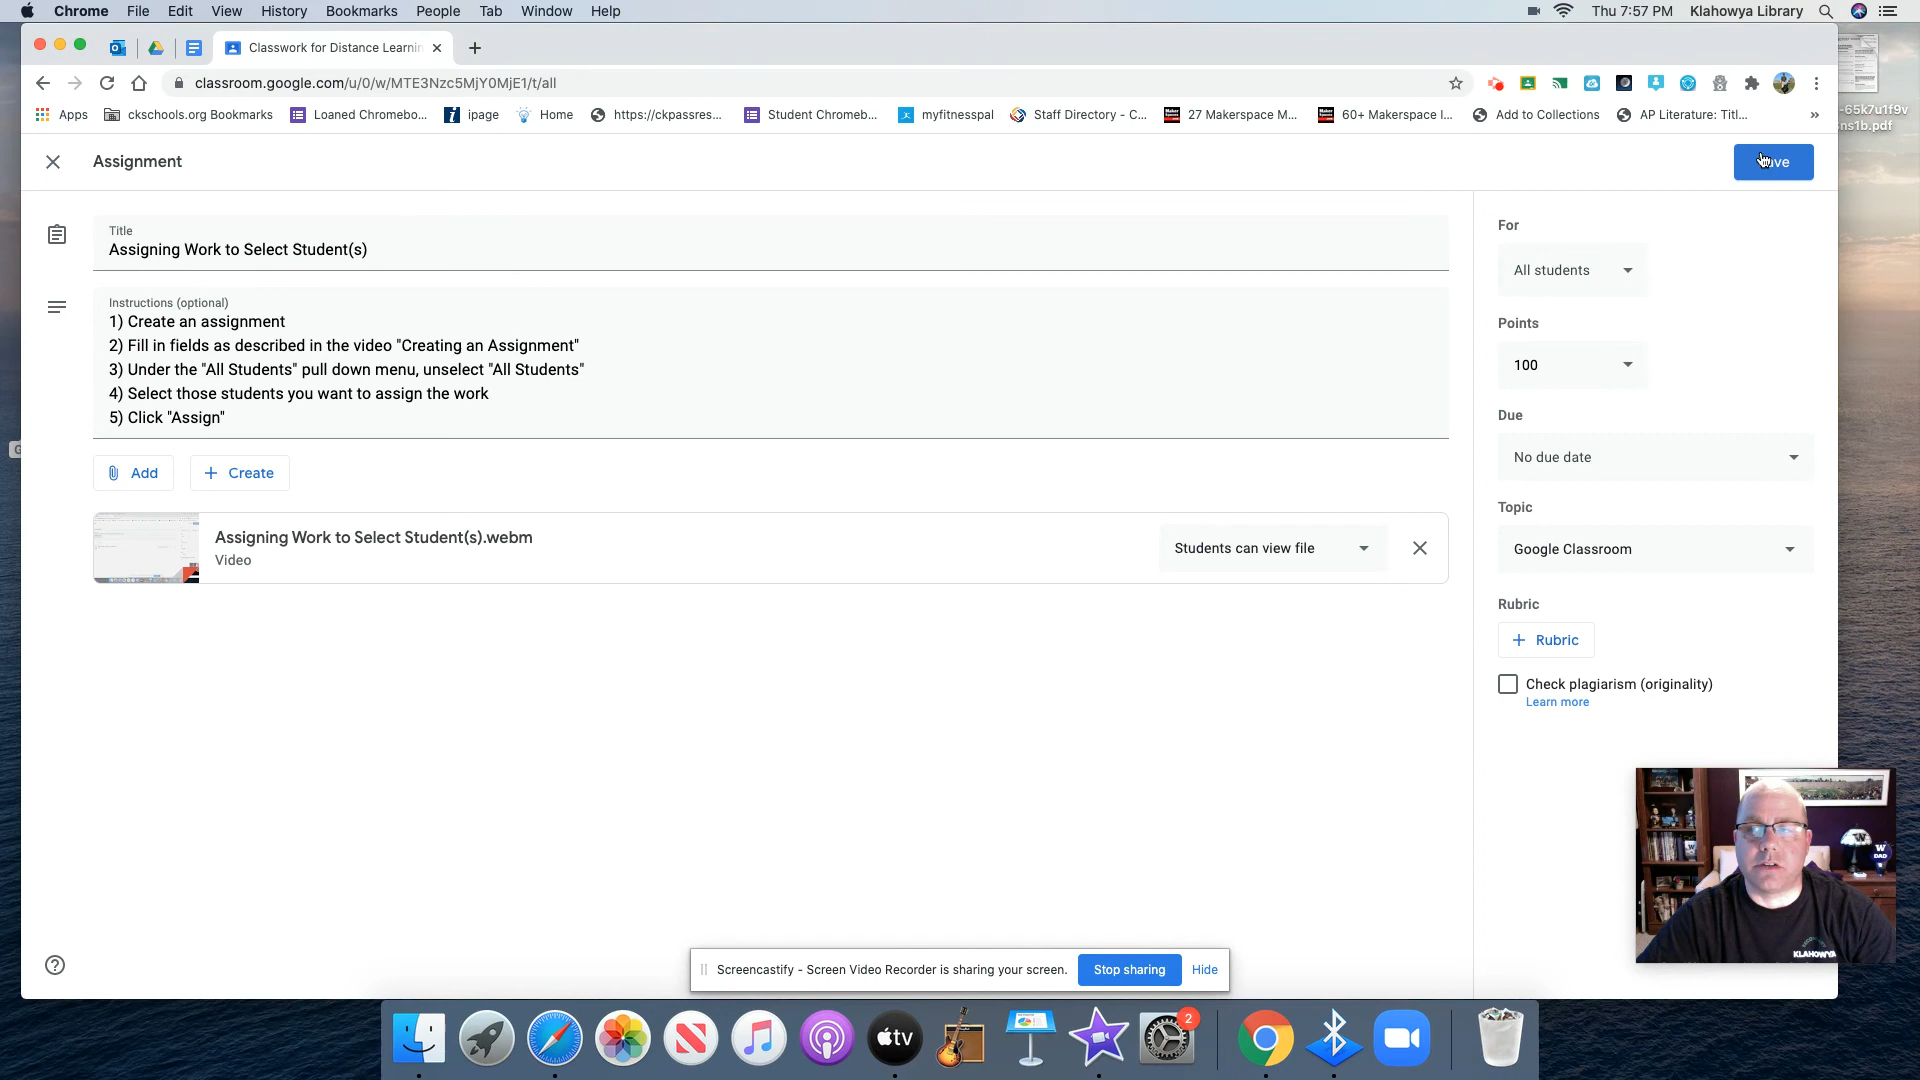 Chrome File Edit View History Bookmarks People Tab Window Help
Thu 7:57 PM Klahowya Library
Classwork for Distance Learnin
classroom.google.com/u/0/w/MTE3Nzc5MjY0MjE1/t/all
Apps ckschools.org Bookmarks Loaned Chromebo... ipage Home https://ckpassres... Student Chromeb... myfitnesspal Staff Directory - C... 27 Makerspace M... 60+ Makerspace I... Add to Collections AP Literature: Titl... »
-65k7u1f9v
ns1b.pdf
Assignment
Title
Assigning Work to Select Student(s)
Instructions (optional)
1) Create an assignment
2) Fill in fields as described in the video "Creating an Assignment"
3) Under the "All Students" pull down menu, unselect "All Students"
4) Select those students you want to assign the work
5) Click "Assign"
Add + Create
Assigning Work to Select Student(s).webm
Video
Students can view file
For
All students
Points
100
Due
No due date
Topic
Google Classroom
Rubric
+ Rubric
Check plagiarism (originality)
Learn more
W
W
DAD
KLAHOWYA
Screencastify - Screen Video Recorder is sharing your screen. Stop sharing Hide
tv
2